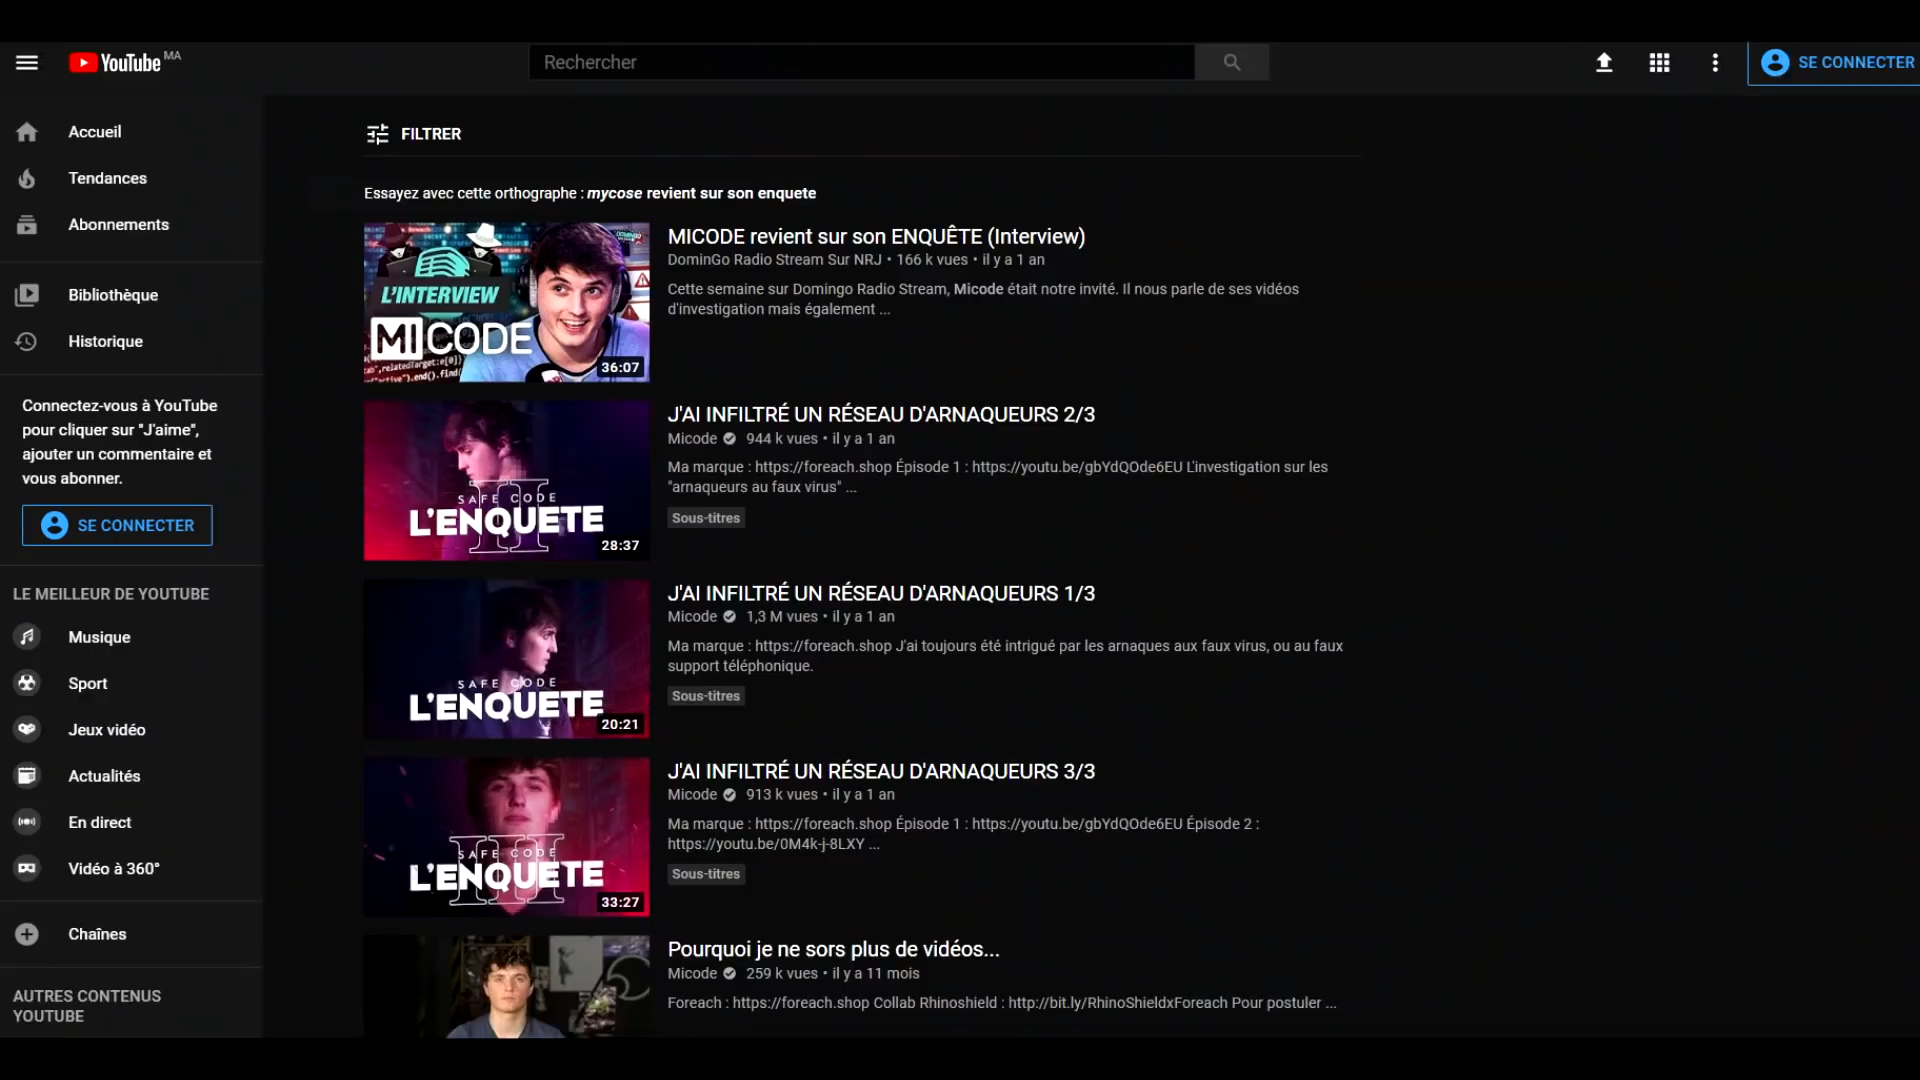 YouTube MA
Rechercher
SE CONNECTER
Accueil
Tendances
Abonnements
Bibliothèque
Historique
Connectez-vous à YouTube
pour cliquer sur "J'aime",
ajouter un commentaire et
vous abonner.
SE CONNECTER
LE MEILLEUR DE YOUTUBE
Musique
Sport
Jeux vidéo
Actualités
En direct
Vidéo à 360°
Chaînes
AUTRES CONTENUS
YOUTUBE
FILTRER
Essayez avec cette orthographe : mycose revient sur son enquete
L'INTERVIEW
MICODE
36:07
MICODE revient sur son ENQUÊTE (Interview)
DominGo Radio Stream Sur NRJ • 166 k vues • il y a 1 an
Cette semaine sur Domingo Radio Stream, Micode était notre invité. Il nous parle de ses vidéos
d'investigation mais également ...
SAFE CODE
L'ENQUETE
II
28:37
J'AI INFILTRÉ UN RÉSEAU D'ARNAQUEURS 2/3
Micode 944 k vues • il y a 1 an
Ma marque : https://foreach.shop Épisode 1 : https://youtu.be/gbYdQOde6EU L'investigation sur les
"arnaqueurs au faux virus" ...
Sous-titres
SAFE CODE
L'ENQUETE
20:21
J'AI INFILTRÉ UN RÉSEAU D'ARNAQUEURS 1/3
Micode 1,3 M vues • il y a 1 an
Ma marque : https://foreach.shop J'ai toujours été intrigué par les arnaques aux faux virus, ou au faux
support téléphonique.
Sous-titres
SAFE CODE
L'ENQUETE
III
33:27
J'AI INFILTRÉ UN RÉSEAU D'ARNAQUEURS 3/3
Micode 913 k vues • il y a 1 an
Ma marque : https://foreach.shop Épisode 1 : https://youtu.be/gbYdQOde6EU Épisode 2 :
https://youtu.be/0M4k-j-8LXY ...
Sous-titres
Pourquoi je ne sors plus de vidéos...
Micode 259 k vues • il y a 11 mois
Foreach : https://foreach.shop Collab Rhinoshield : http://bit.ly/RhinoShieldxForeach Pour postuler ...